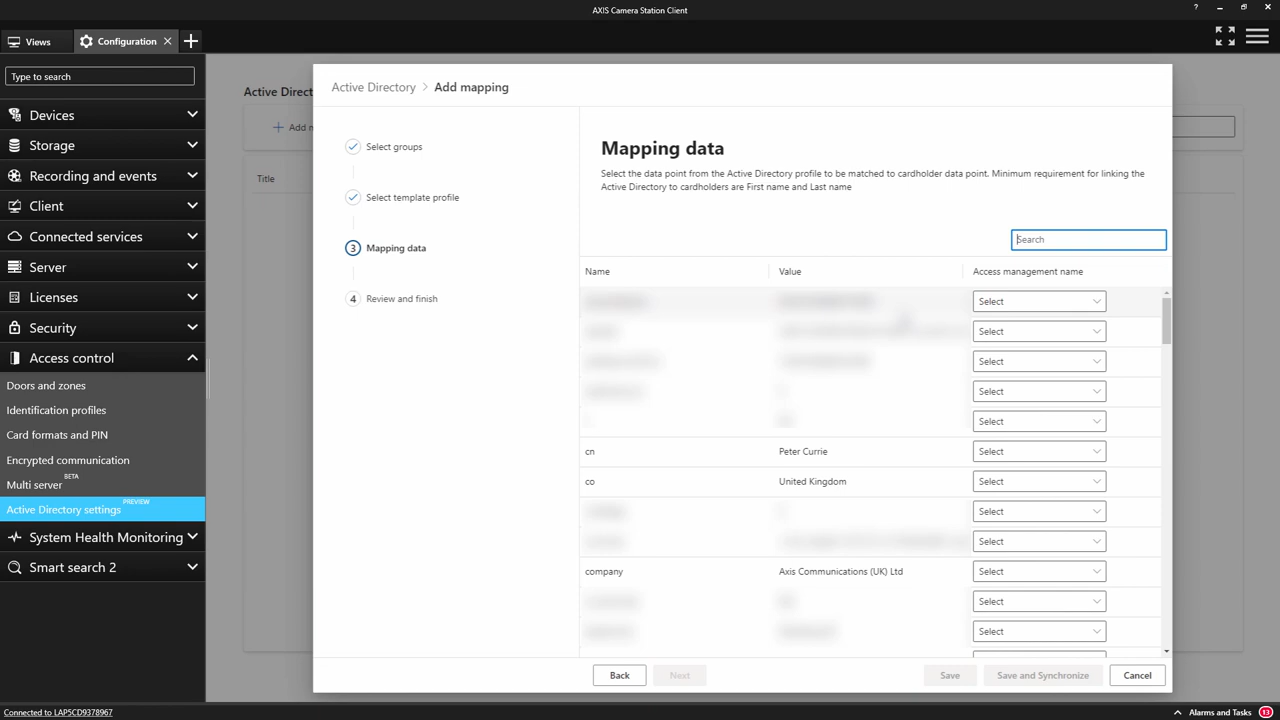 AXIS Camera Station Client
?
Views
Configuration
Type to search
Devices
Storage
Recording and events
Client
Connected services
Server
Licenses
Security
Access control
Doors and zones
Identification profiles
Card formats and PIN
Encrypted communication
Multi server BETA
Active Directory settings PREVIEW
System Health Monitoring
Smart search 2
Connected to LAP5CD9378967
Active Direct
Add m
Title
Active Directory > Add mapping
Select groups
Select template profile
3 Mapping data
4 Review and finish
Mapping data
Select the data point from the Active Directory profile to be matched to cardholder data point. Minimum requirement for linking the
Active Directory to cardholders are First name and Last name
Search
Name Value Access management name
Select
Select
Select
Select
Select
cn Peter Currie Select
co United Kingdom Select
Select
Select
company Axis Communications (UK) Ltd Select
Select
Select
Back Next Save Save and Synchronize Cancel
Alarms and Tasks 13